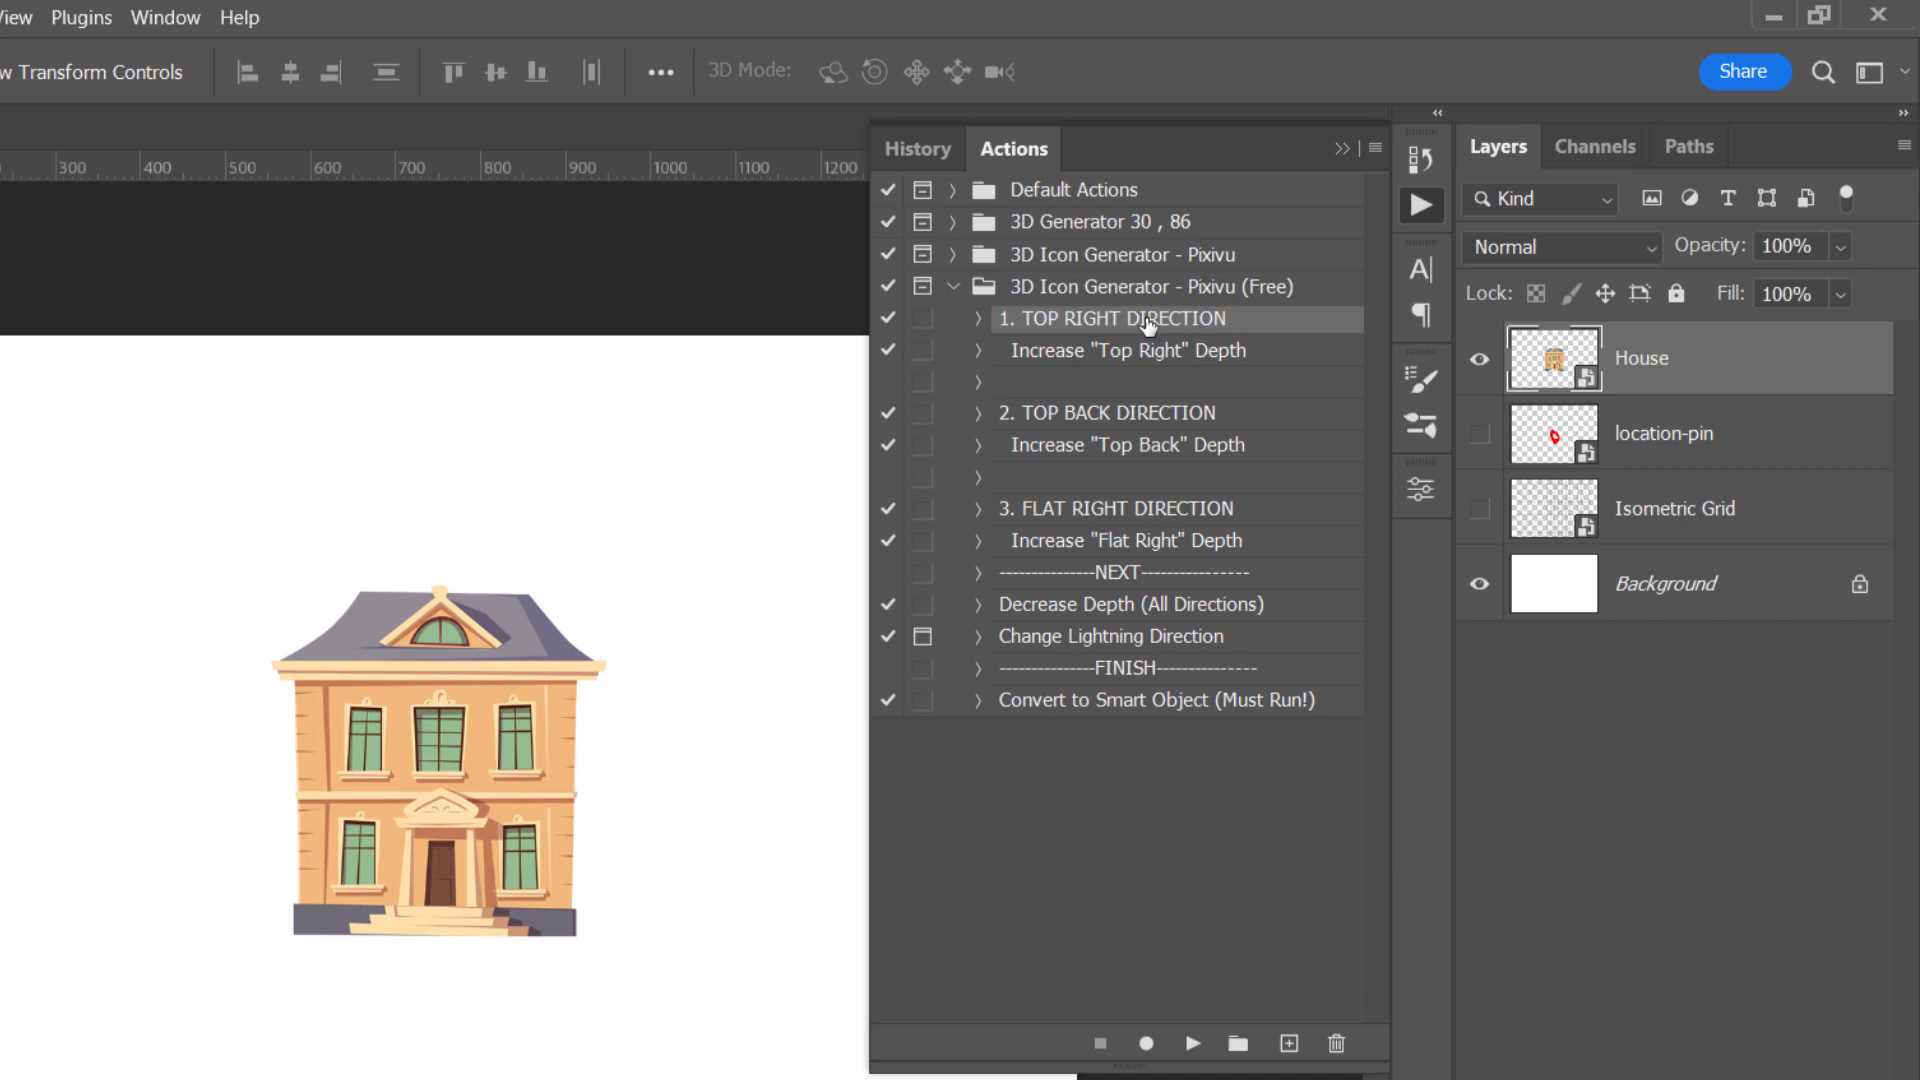 View Plugins Window Help
w Transform Controls
3D Mode:
Share
300 400 500 600 700 800 900 1000 1100 1200
History Actions
Default Actions
3D Generator 30 , 86
3D Icon Generator - Pixivu
3D Icon Generator - Pixivu (Free)
1. TOP RIGHT DIRECTION
Increase "Top Right" Depth
2. TOP BACK DIRECTION
Increase "Top Back" Depth
3. FLAT RIGHT DIRECTION
Increase "Flat Right" Depth
---------------NEXT-----------------
Decrease Depth (All Directions)
Change Lightning Direction
---------------FINISH----------------
Convert to Smart Object (Must Run!)
Layers Channels Paths
Kind
Normal Opacity: 100%
Lock: Fill: 100%
House
location-pin
Isometric Grid
Background